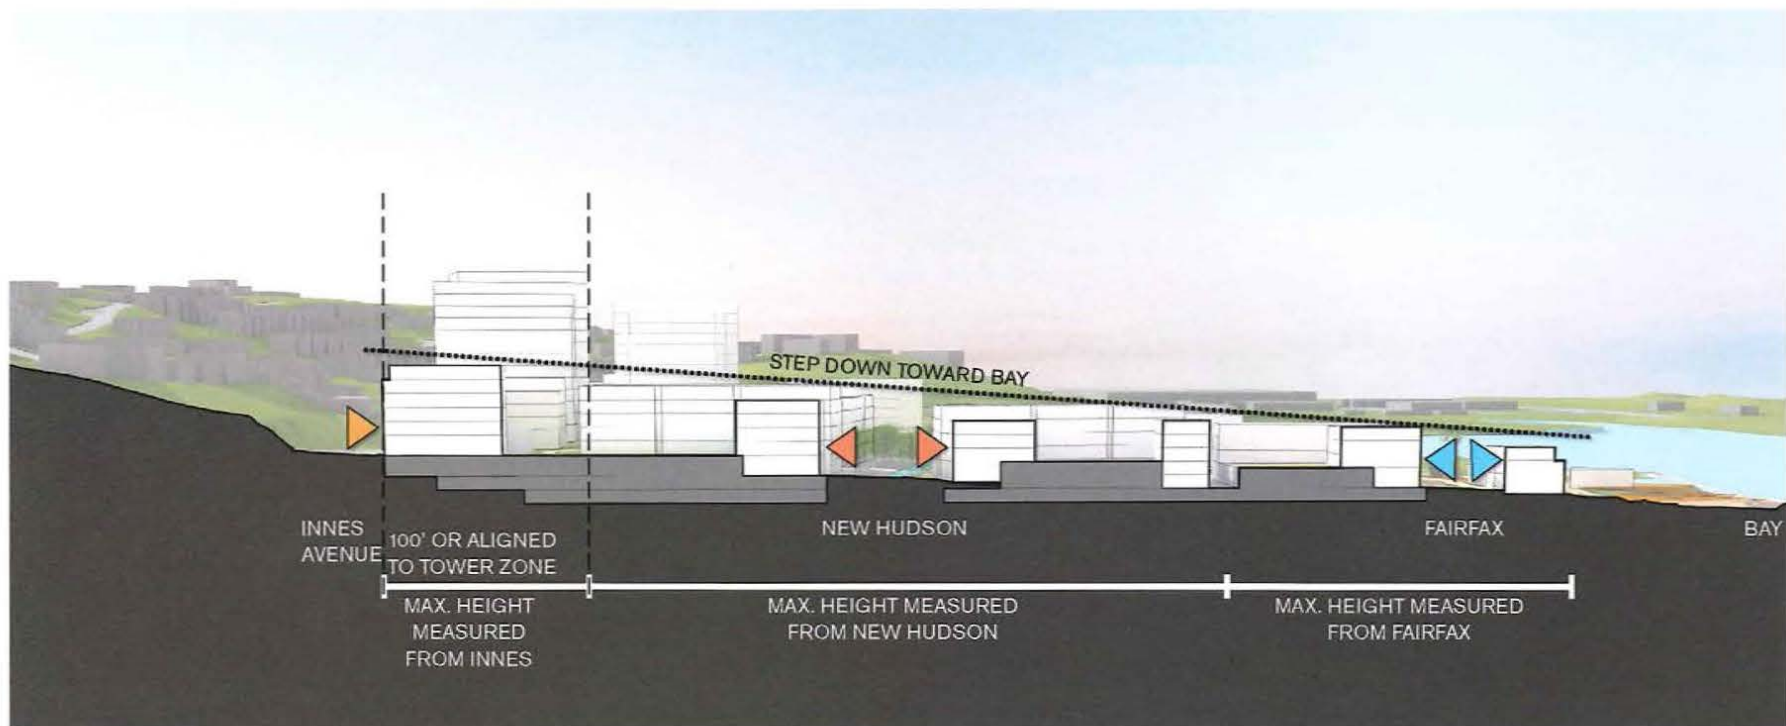 STEP DOWN TOWARD BAY
INNES
AVENUE
100' OR ALIGNED
TO TOWER ZONE
NEW HUDSON
FAIRFAX
BAY
MAX. HEIGHT
MEASURED
FROM INNES
MAX. HEIGHT MEASURED
FROM NEW HUDSON
MAX. HEIGHT MEASURED
FROM FAIRFAX